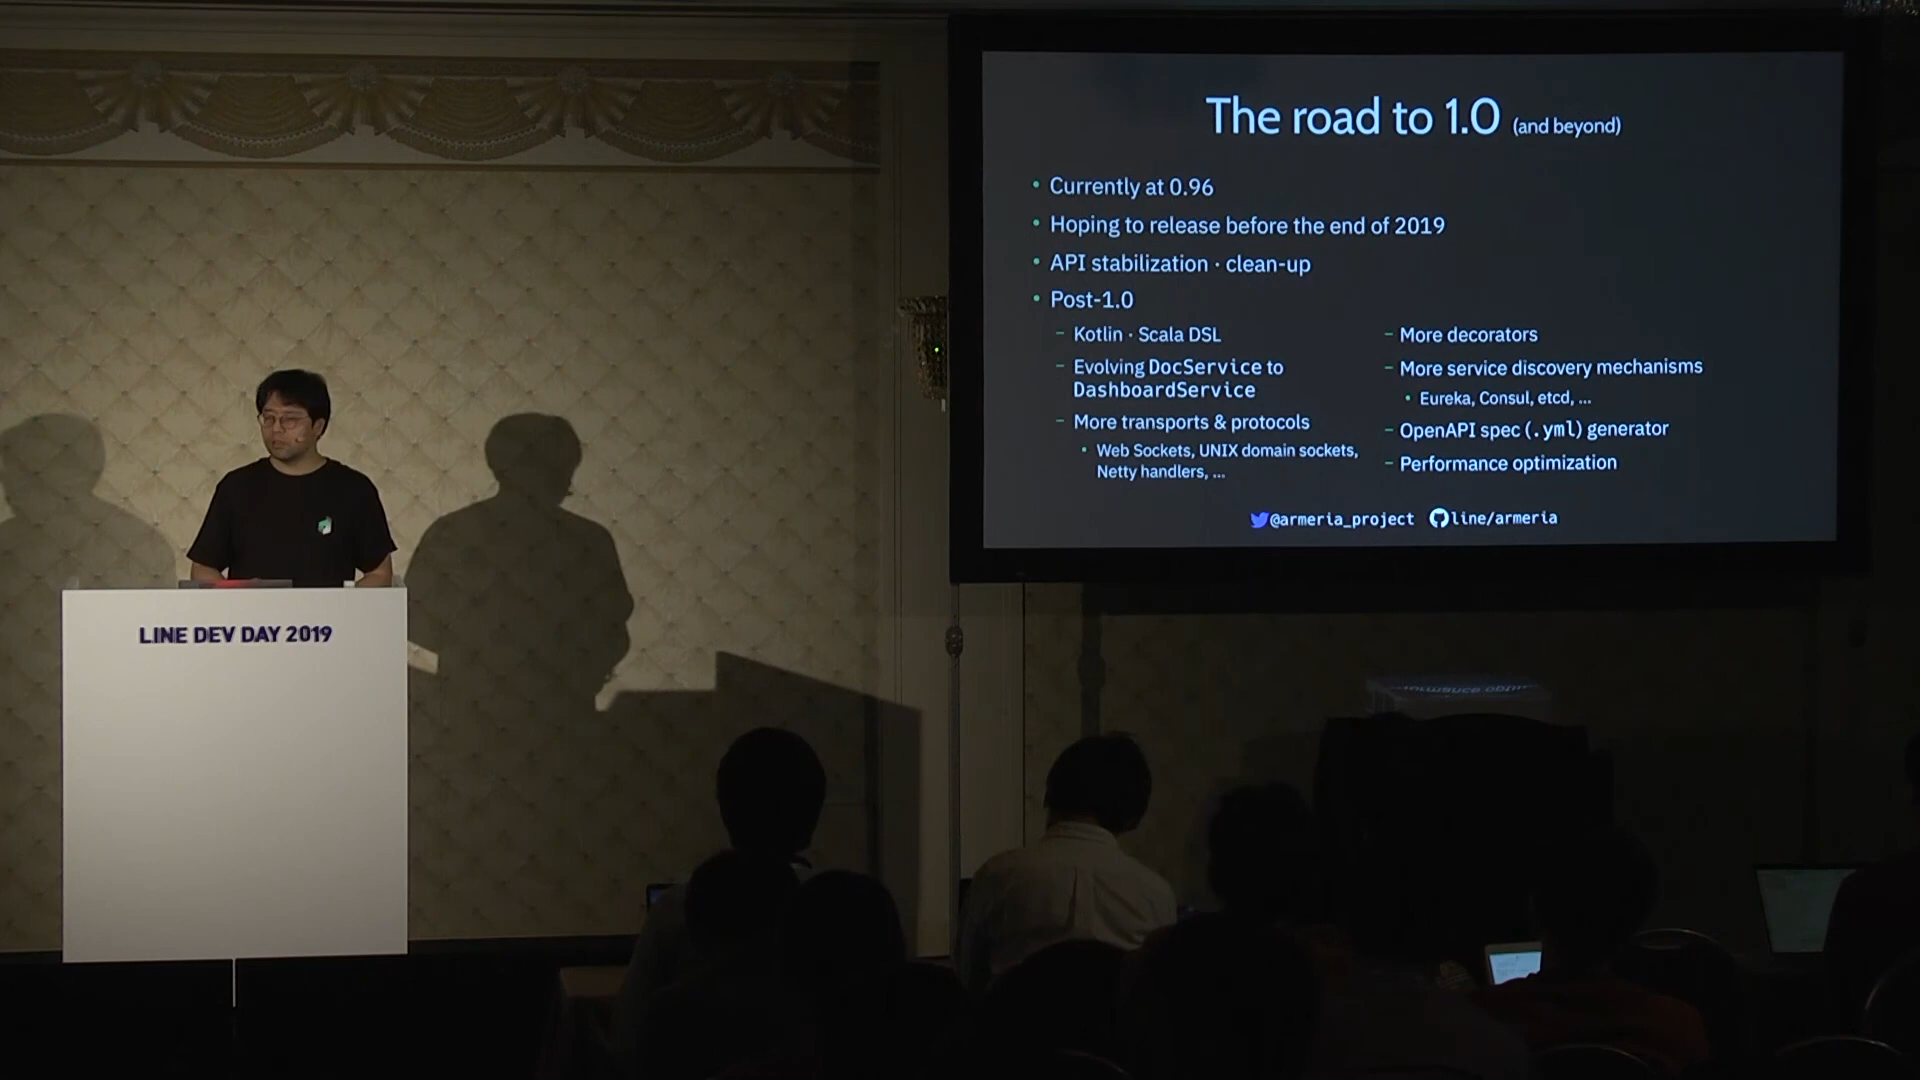 The road to 1.0 (and beyond)
• Currently at 0.96
• Hoping to release before the end of 2019
• API stabilization · clean-up
• Post-1.0
– Kotlin · Scala DSL
– Evolving DocService to
DashboardService
– More transports & protocols
• Web Sockets, UNIX domain sockets,
Netty handlers, ...
– More decorators
– More service discovery mechanisms
• Eureka, Consul, etcd, ...
– OpenAPI spec (.yml) generator
– Performance optimization
@armeria_project line/armeria
LINE DEV DAY 2019